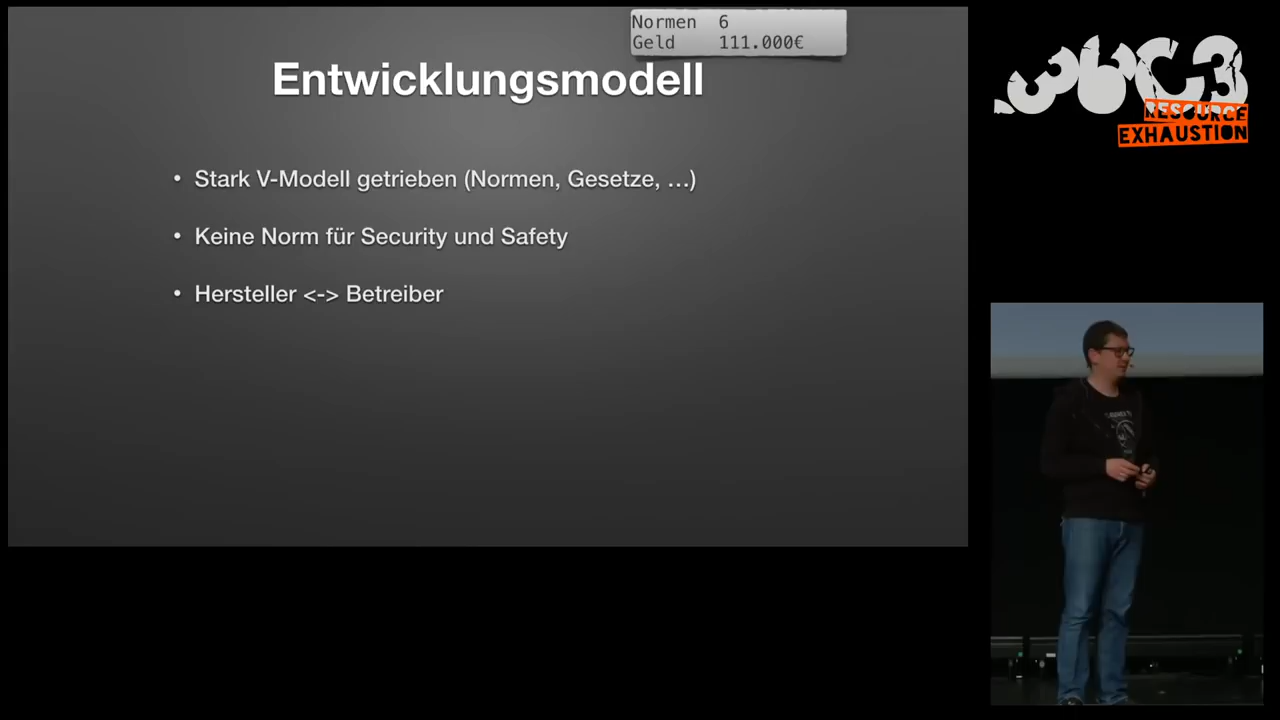 Normen 6
Geld 111.000€
Entwicklungsmodell
• Stark V-Modell getrieben (Normen, Gesetze, …)
• Keine Norm für Security und Safety
• Hersteller <-> Betreiber
36C3
RESOURCE
EXHAUSTION